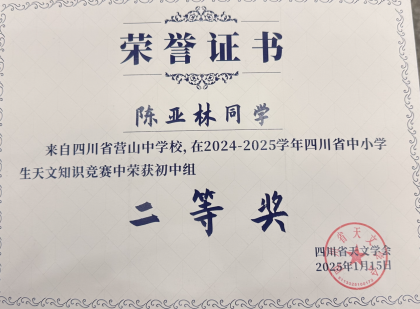 荣誉证书
陈亚林同学
来自四川省营山中学校,在2024-2025学年四川省中小学
生天文知识竞赛中荣获初中组
二等奖
四川省天文学会
2025年1月15日